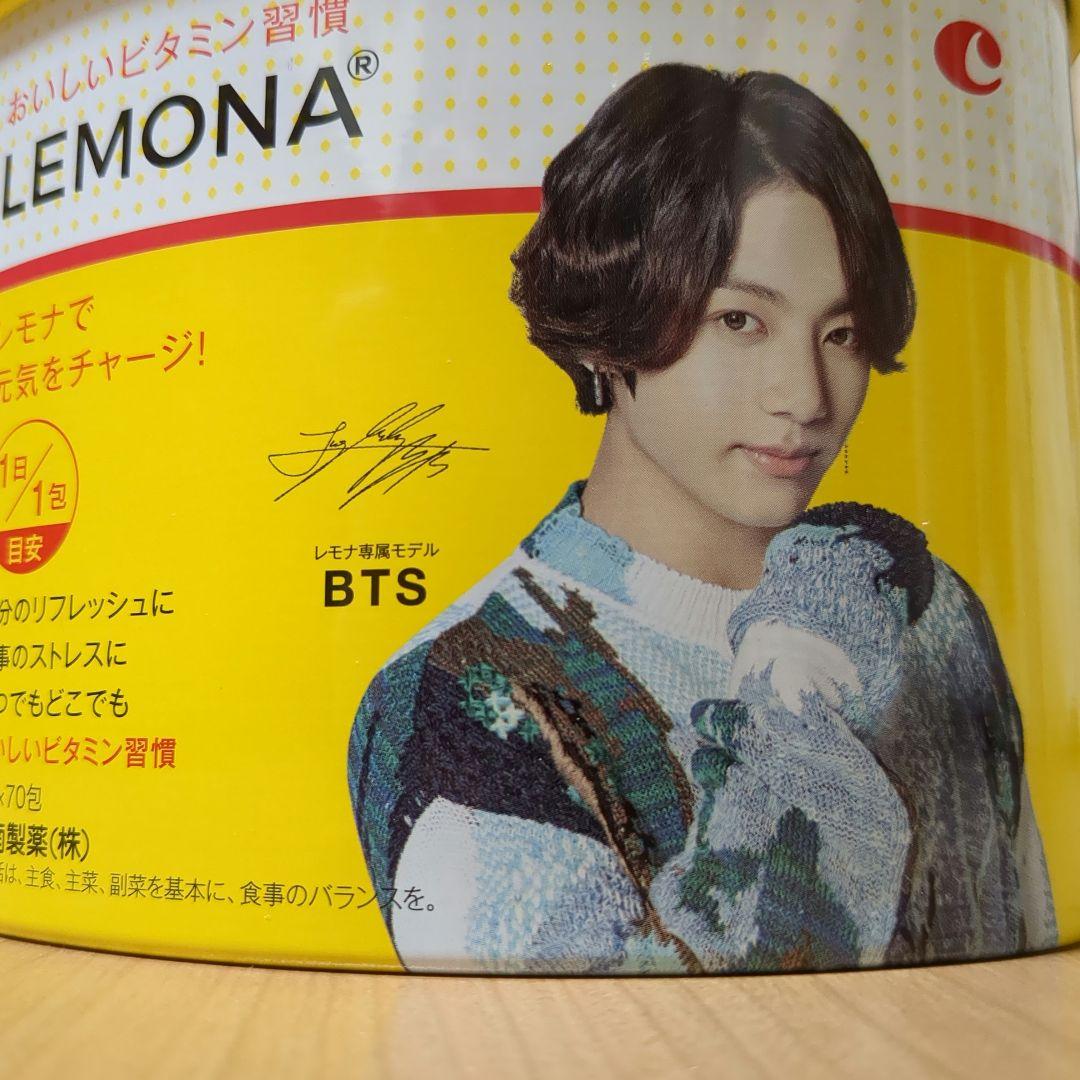 おいしいビタミン習慣
LEMONA®
レモナで
元気をチャージ!
1日/1包
目安
レモナ専属モデル
BTS
分のリフレッシュに
事のストレスに
つでもどこでも
いしいビタミン習慣
×70包
製薬(株)
活は、主食、主菜、副菜を基本に、食事のバランスを。
C